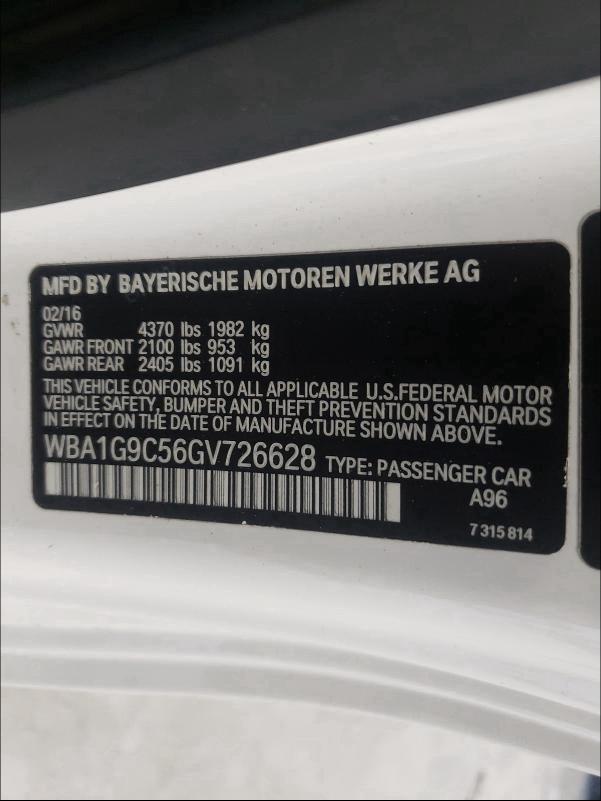 MFD BY BAYERISCHE MOTOREN WERKE AG
02/16
GVWR 4370 lbs 1982 kg
GAWR FRONT 2100 lbs 953 kg
GAWR REAR 2405 lbs 1091 kg
THIS VEHICLE CONFORMS TO ALL APPLICABLE U.S.FEDERAL MOTOR
VEHICLE SAFETY, BUMPER AND THEFT PREVENTION STANDARDS
IN EFFECT ON THE DATE OF MANUFACTURE SHOWN ABOVE.
WBA1G9C56GV726628 TYPE: PASSENGER CAR
A96
7315814